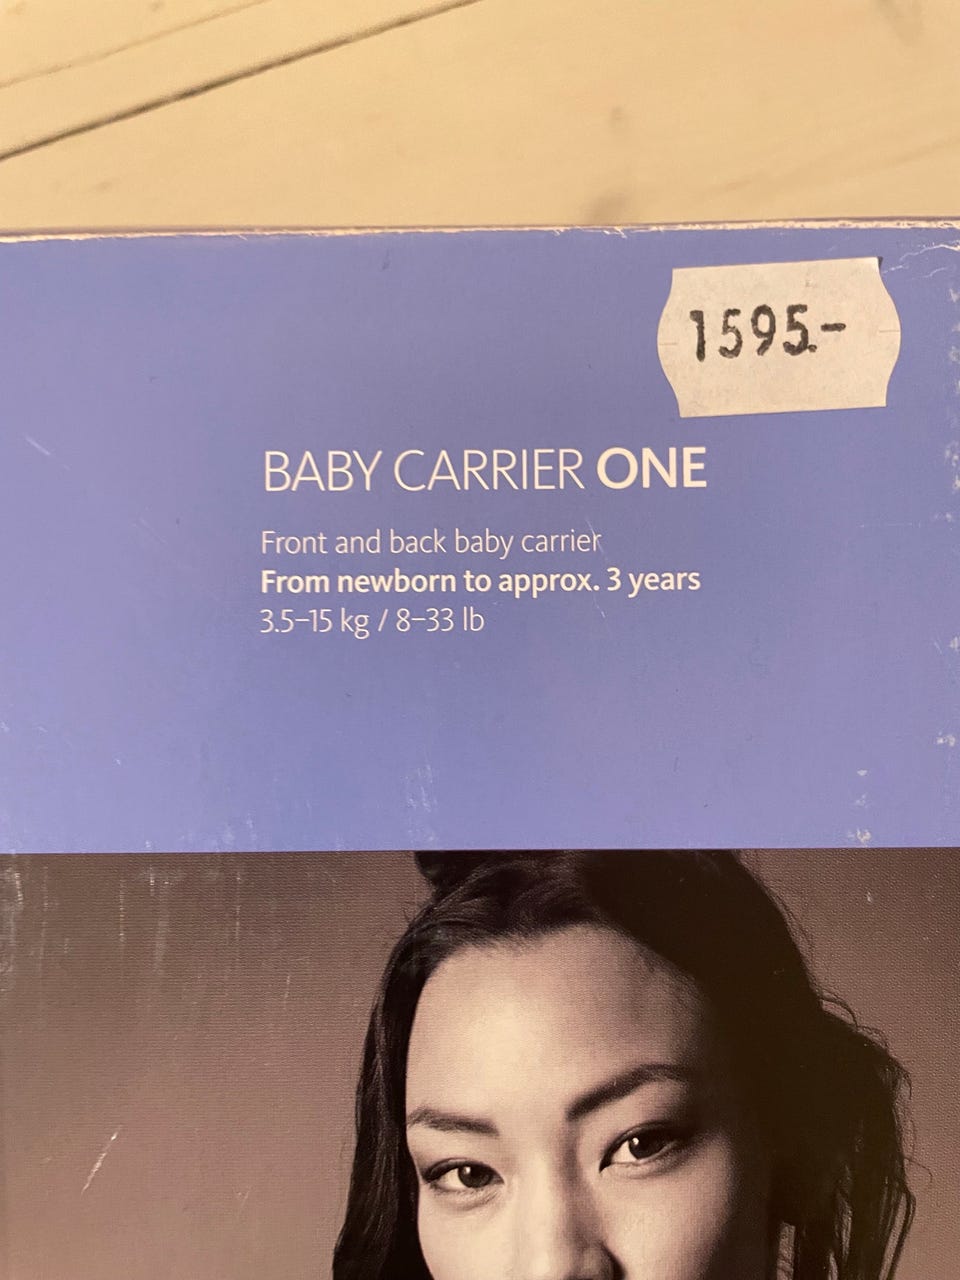 1595.-
BABY CARRIER ONE
Front and back baby carrier
From newborn to approx. 3 years
3.5–15 kg / 8–33 lb